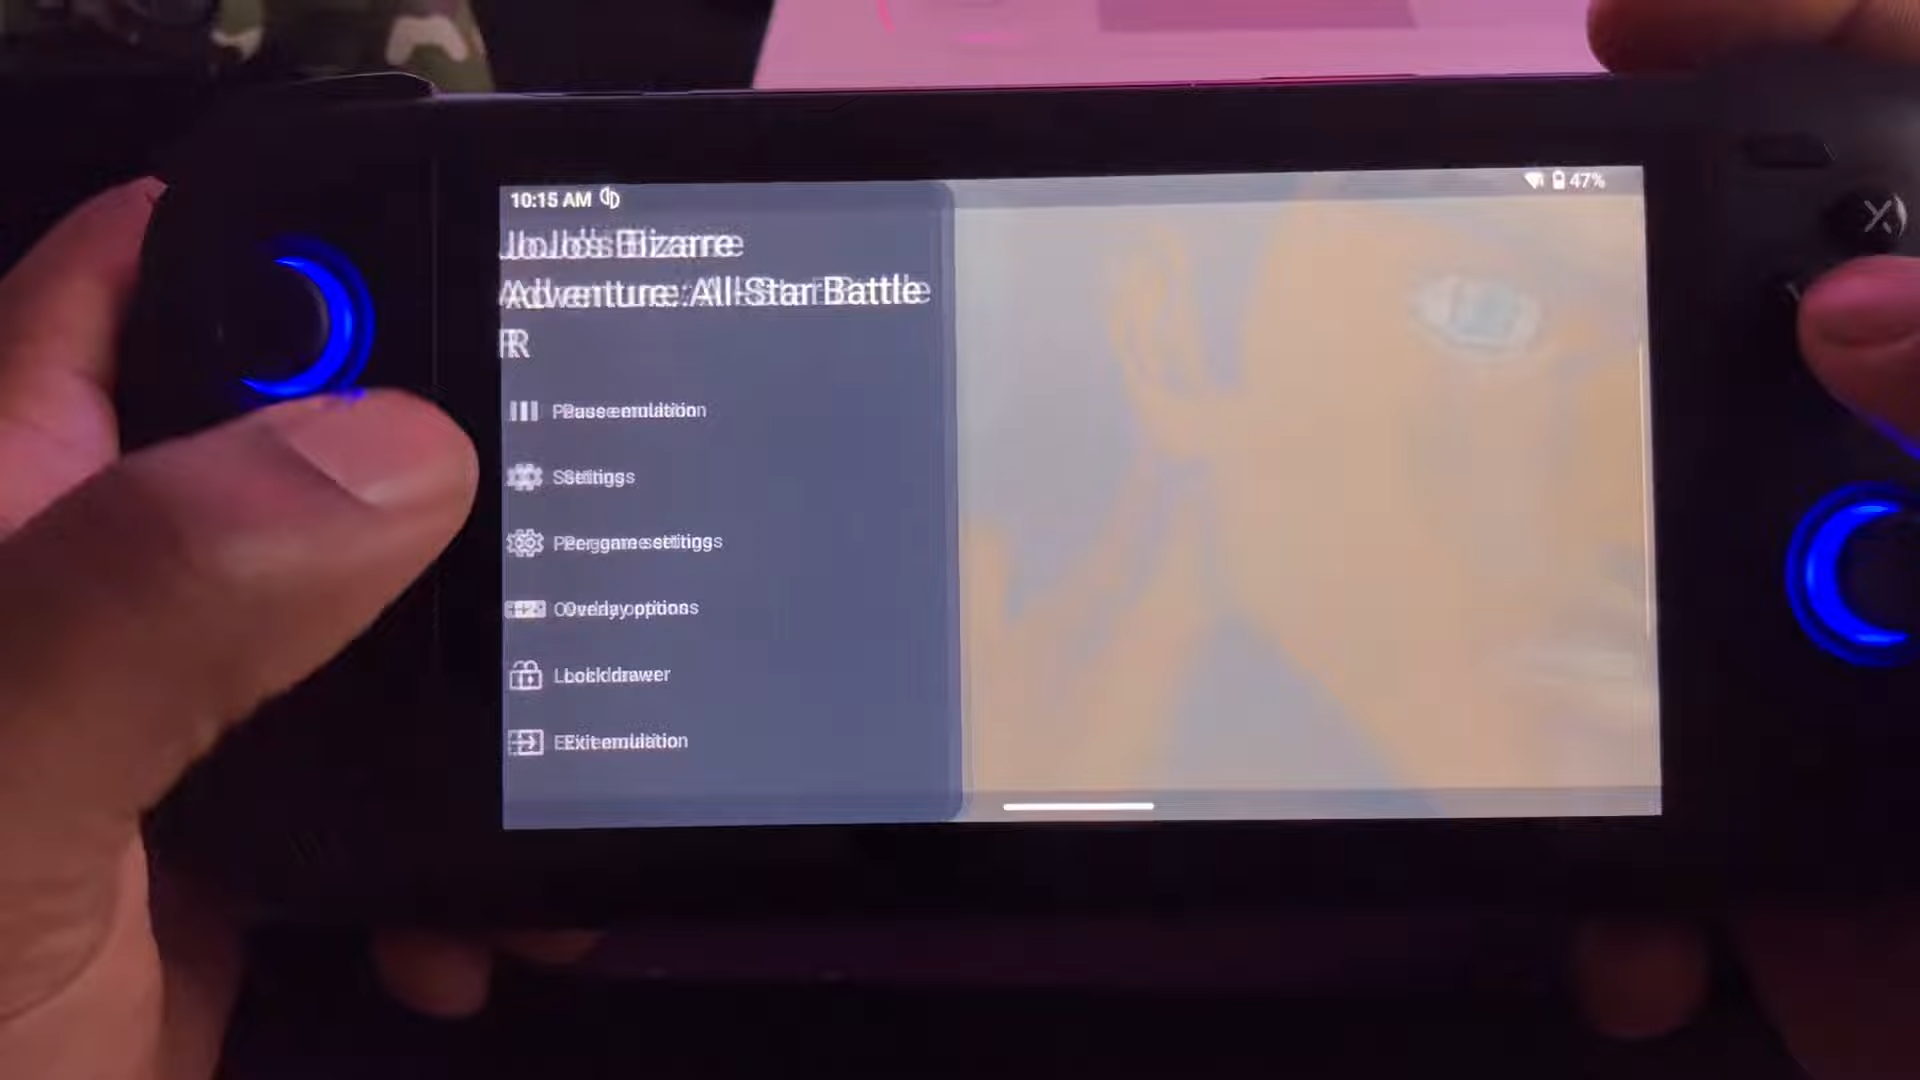 10:15 AM
47%
JoJo's Bizarre
Adventure: All-Star Battle
R
Pause emulation
Settings
Per-game settings
Overlay options
Lock drawer
Exit emulation
X